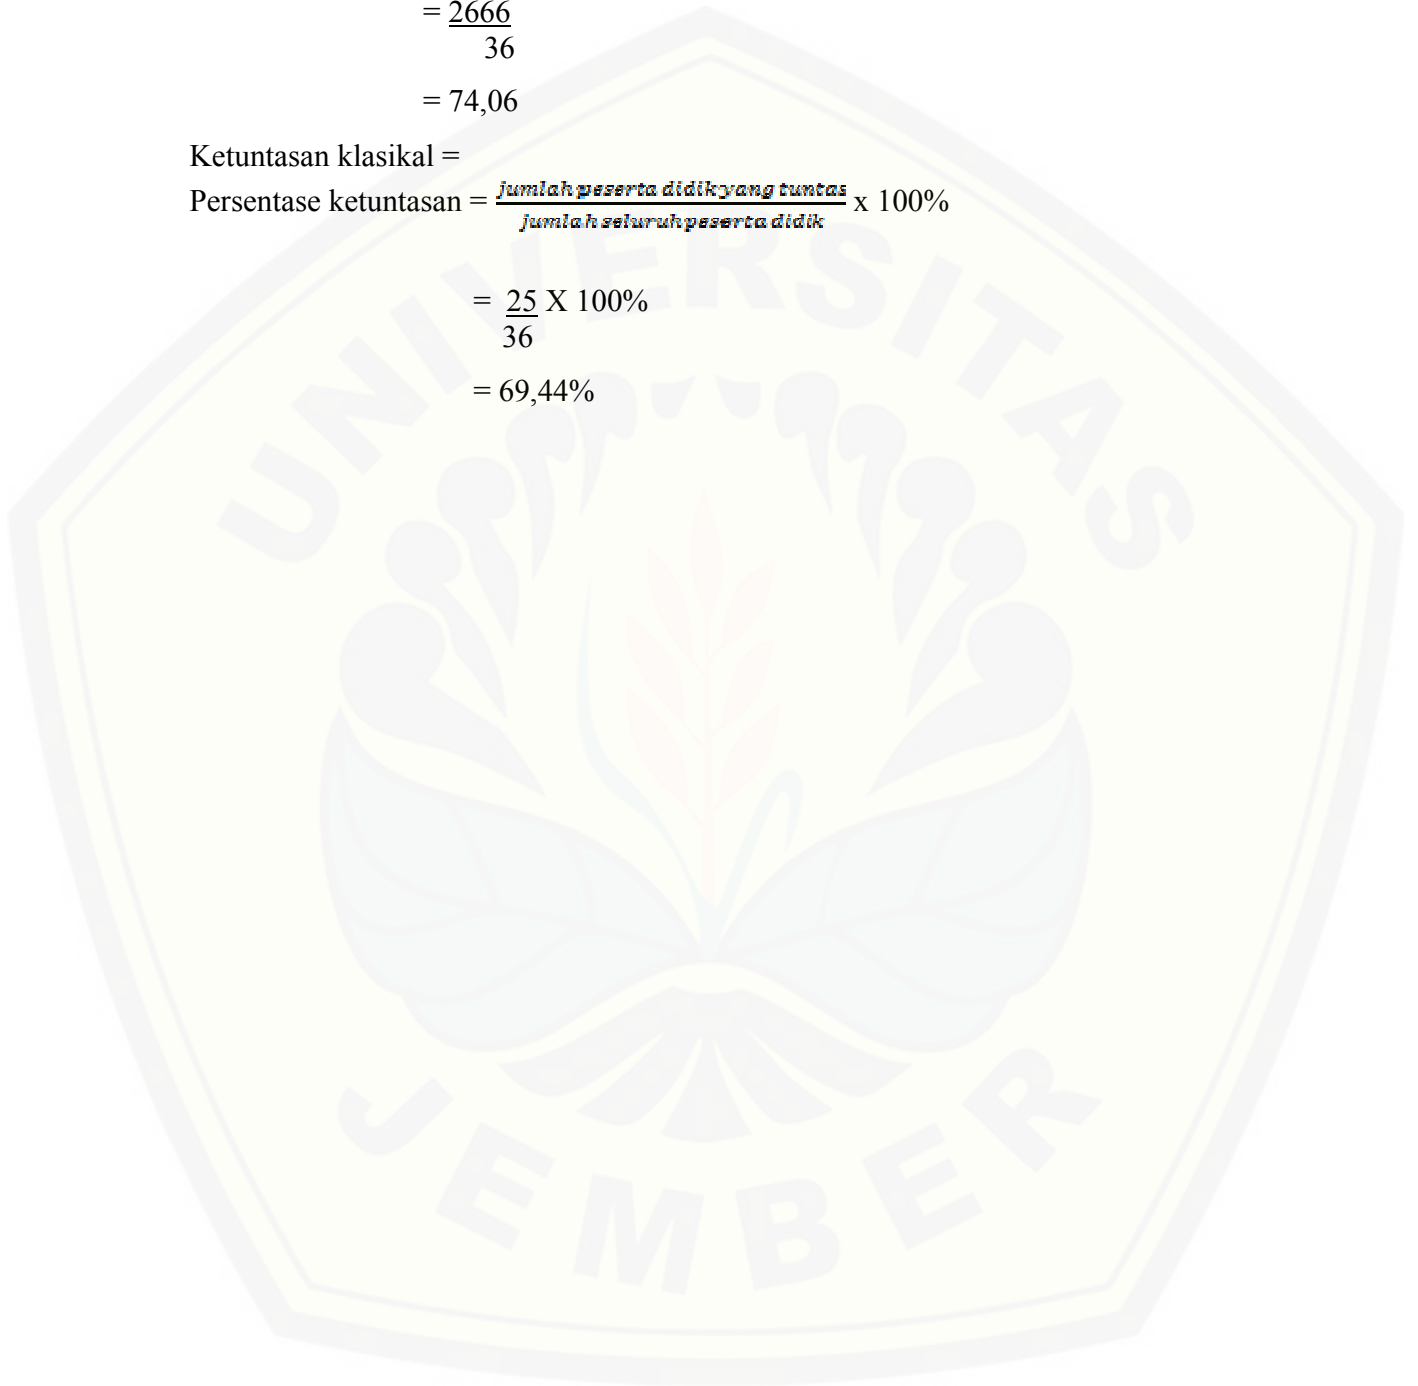 = 2666
36
= 74,06
Ketuntasan klasikal =
Persentase ketuntasan = jumlah peserta didik yang tuntas x 100%
jumlah seluruh peserta didik
= 25 X 100%
36
= 69,44%
UNIVERSITAS
JEMBER